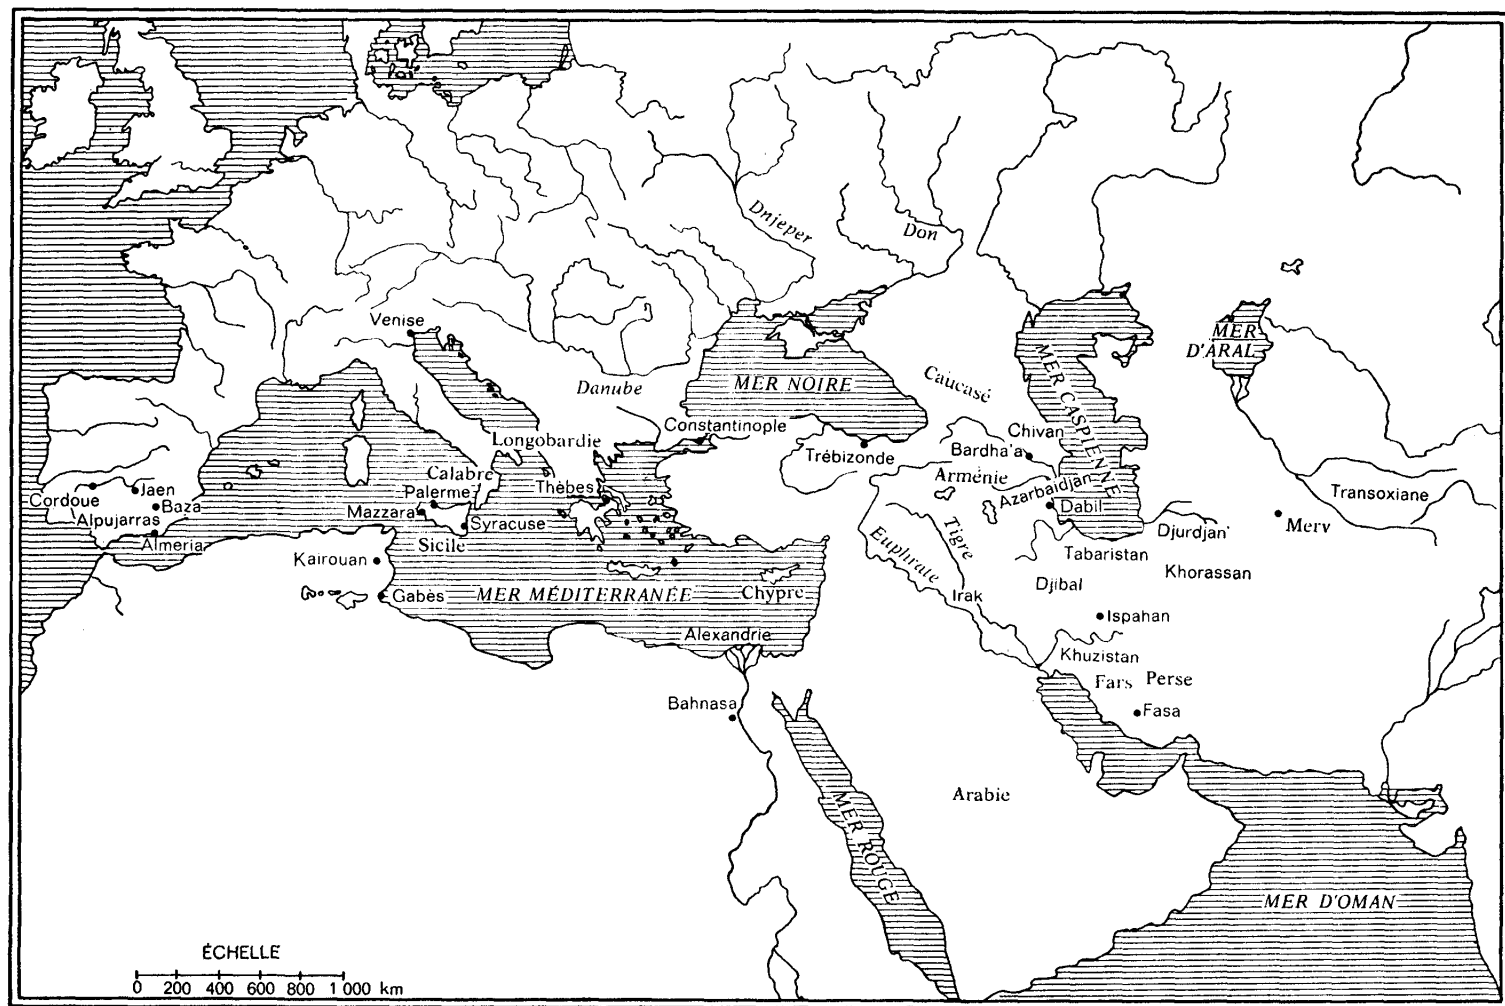 Dnjeper
Don
Venise
MER
D'ARAL
Danube
MER NOIRE
Caucasé
MER CASPIENNE
Constantinople
Longobardie
Chivan
Trébizonde
Bardha'a
Calabre
Arménie
Thèbes
Palerme
Azarbaidjan
Transoxiane
Cordoue
Jaen
Baza
Mazzara
Dabil
Alpujarras
Syracuse
Merv
Djurdjan'
Almeria
Sicile
Tigre
Euphrate
Tabaristan
Kairouan
Khorassan
Djibal
Gabès
MER MÉDITERRANÉE
Chypre
Irak
Ispahan
Alexandrie
Khuzistan
Fars
Perse
Bahnasa
Fasa
Arabie
MER ROUGE
MER D'OMAN
ÉCHELLE
0 200 400 600 800 1 000 km